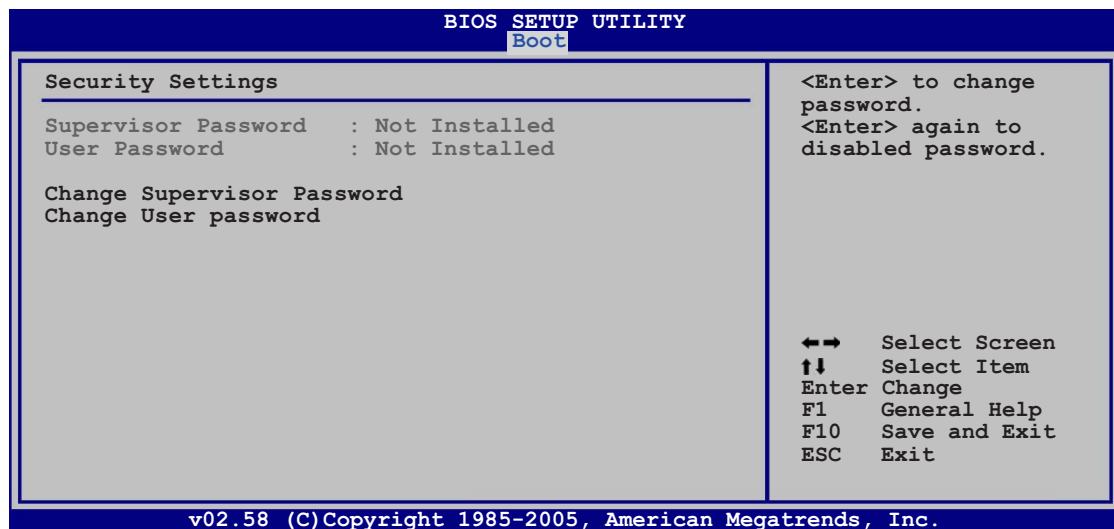 BIOS SETUP UTILITY
Boot
Security Settings
Supervisor Password : Not Installed
User Password : Not Installed
Change Supervisor Password
Change User password
<Enter> to change
password.
<Enter> again to
disabled password.
←→ Select Screen
↑↓ Select Item
Enter Change
F1 General Help
F10 Save and Exit
ESC Exit
v02.58 (C)Copyright 1985-2005, American Megatrends, Inc.